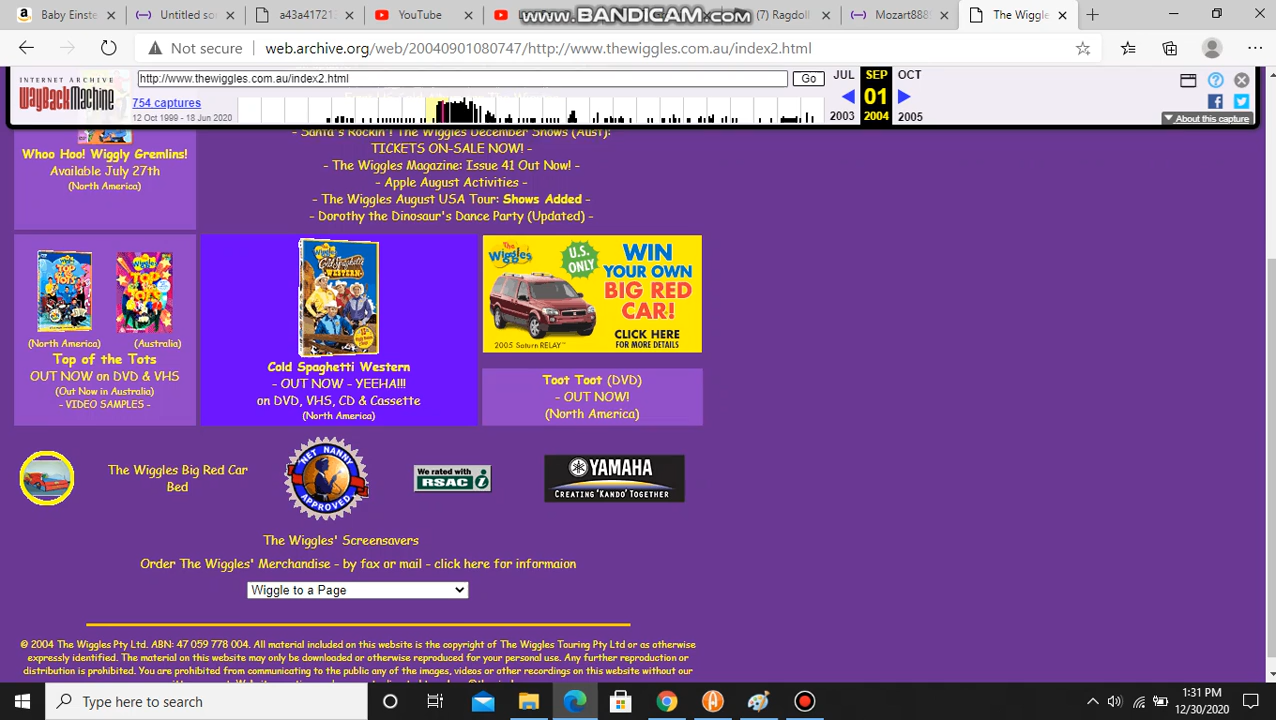 Baby Einste
Untitled so
a43a41721
YouTube
www.BANDICAM.com
(7) Ragdoll
Mozart888
The Wiggle
Not secure
web.archive.org/web/20040901080747/http://www.thewiggles.com.au/index2.html
INTERNET ARCHIVE
WayBackMachine
http://www.thewiggles.com.au/index2.html
Go
JUL
SEP
OCT
754 captures
01
12 Oct 1999 - 18 Jun 2020
2003
2004
2005
About this capture
- Santa's Rockin'! The Wiggles December Shows (Aust):
TICKETS ON-SALE NOW! -
- The Wiggles Magazine: Issue 41 Out Now! -
- Apple August Activities -
- The Wiggles August USA Tour: Shows Added -
- Dorothy the Dinosaur's Dance Party (Updated) -
Whoo Hoo! Wiggly Gremlins!
Available July 27th
(North America)
(North America)
(Australia)
Top of the Tots
OUT NOW on DVD & VHS
(Out Now in Australia)
- VIDEO SAMPLES -
Cold Spaghetti Western
- OUT NOW - YEEHA!!!
on DVD, VHS, CD & Cassette
(North America)
The Wiggles
U.S. ONLY
WIN
YOUR OWN
BIG RED
CAR!
CLICK HERE
FOR MORE DETAILS
2005 Saturn RELAY™
Toot Toot (DVD)
- OUT NOW!
(North America)
The Wiggles Big Red Car
Bed
NET NANNY
APPROVED
We rated with
RSAC i
YAMAHA
CREATING 'KANDO' TOGETHER
The Wiggles' Screensavers
Order The Wiggles' Merchandise - by fax or mail - click here for informaion
Wiggle to a Page
© 2004 The Wiggles Pty Ltd. ABN: 47 059 778 004. All material included on this website is the copyright of The Wiggles Touring Pty Ltd or as otherwise
expressly identified. The material on this website may only be downloaded or otherwise reproduced for your personal use. Any further reproduction or
distribution is prohibited. You are prohibited from communicating to the public any of the images, videos or other recordings on this website without
Type here to search
1:31 PM
12/30/2020